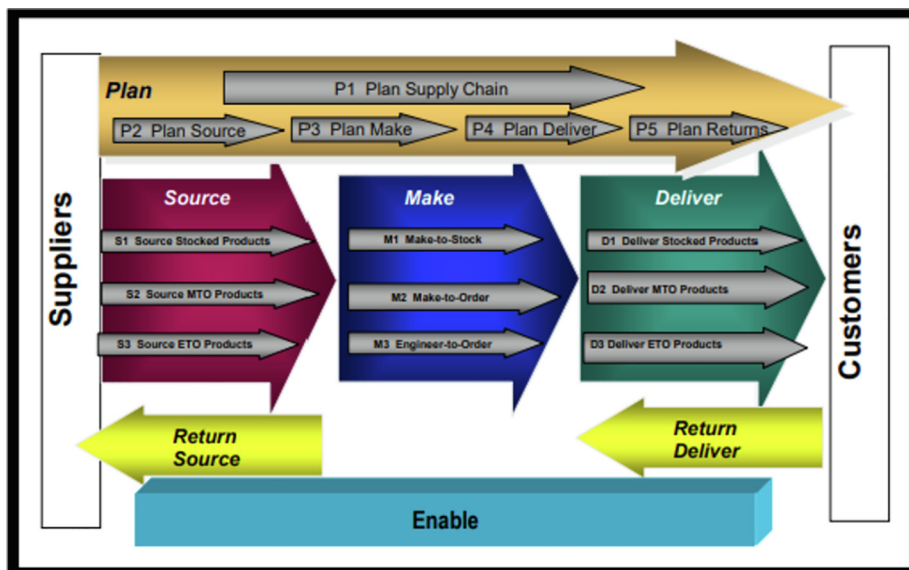 Suppliers
Plan
P1 Plan Supply Chain
P2 Plan Source
P3 Plan Make
P4 Plan Deliver
P5 Plan Returns
Source
S1 Source Stocked Products
S2 Source MTO Products
S3 Source ETO Products
Make
M1 Make-to-Stock
M2 Make-to-Order
M3 Engineer-to-Order
Deliver
D1 Deliver Stocked Products
D2 Deliver MTO Products
D3 Deliver ETO Products
Customers
Return
Source
Return
Deliver
Enable